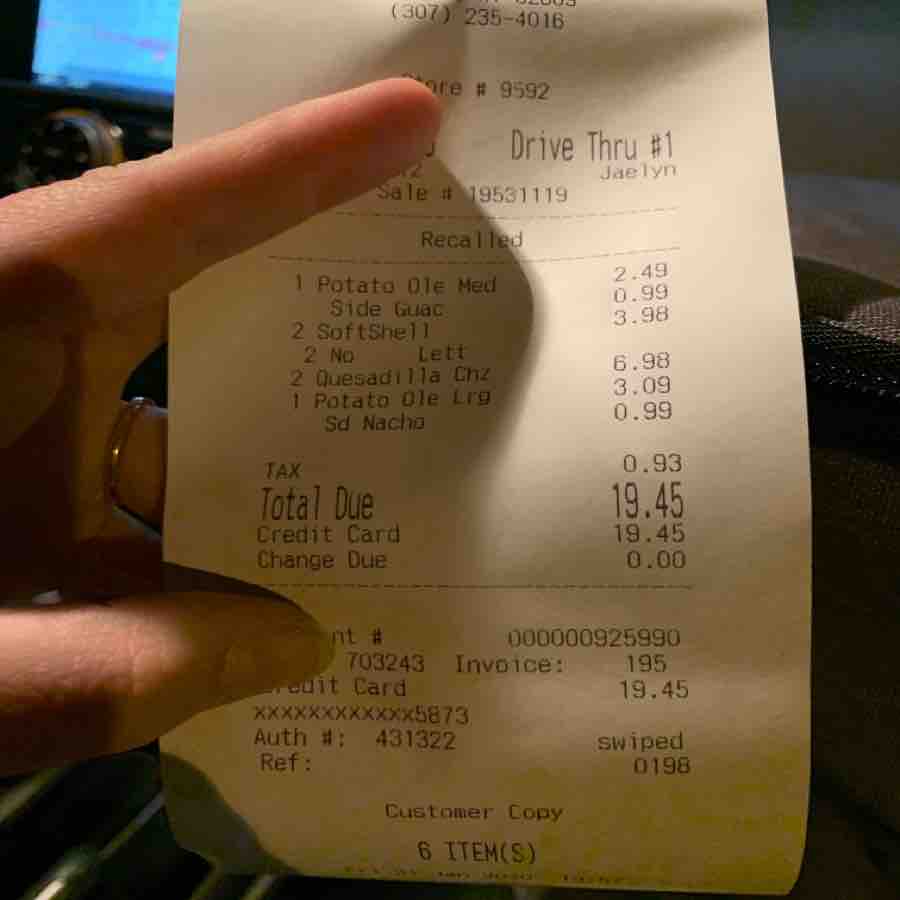 (307) 235-4016
Store # 9592
Drive Thru #1
Jaelyn
Sale # 19531119
Recalled
1 Potato Ole Med 2.49
Side Guac 0.99
2 SoftShell 3.98
2 No Lett
2 Quesadilla Chz 6.98
1 Potato Ole Lrg 3.09
Sd Nacho 0.99
TAX 0.93
Total Due 19.45
Credit Card 19.45
Change Due 0.00
nt # 000000925990
703243 Invoice: 195
Credit Card 19.45
xxxxxxxxxxxx5873
Auth #: 431322 swiped
Ref: 0198
Customer Copy
6 ITEM(S)